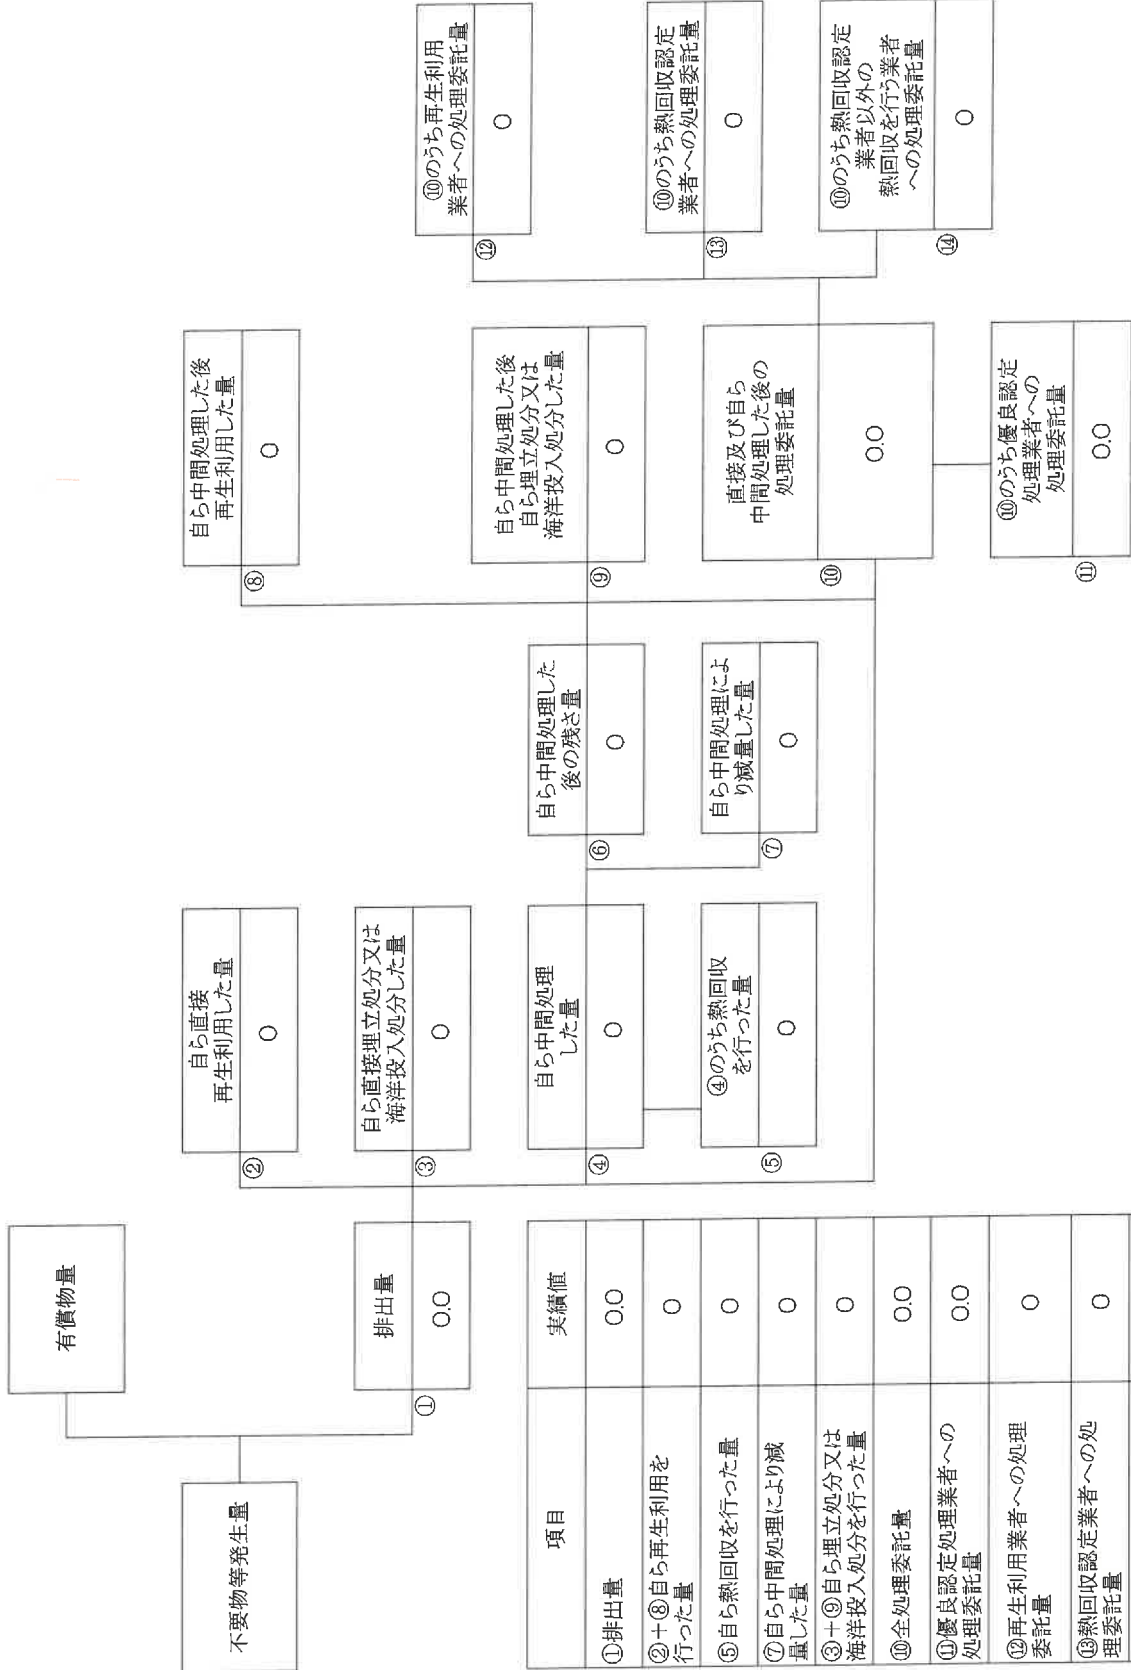 有償物量
不要物等発生量
排出量
①
0.0
自ら直接
再生利用した量
②
0
自ら直接埋立処分又は
海洋投入処分した量
③
0
自ら中間処理
した量
④
0
④のうち熱回収
を行った量
⑤
0
自ら中間処理した
後の残さ量
⑥
0
自ら中間処理によ
り減量した量
⑦
0
自ら中間処理した後
再生利用した量
⑧
0
自ら中間処理した後
自ら埋立処分又は
海洋投入処分した量
⑨
0
直接及び自ら
中間処理した後の
処理委託量
⑩
0.0
⑩のうち優良認定
処理業者への
処理委託量
⑪
0.0
⑩のうち再生利用
業者への処理委託量
⑫
0
⑩のうち熱回収認定
業者への処理委託量
⑬
0
⑩のうち熱回収認定
業者以外の
熱回収を行う業者
への処理委託量
⑭
0
項目 実績値
①排出量 0.0
②+⑧自ら再生利用を
行った量 0
⑤自ら熱回収を行った量 0
⑦自ら中間処理により減
量した量 0
③+⑨自ら埋立処分又は
海洋投入処分を行った量 0
⑩全処理委託量 0.0
⑪優良認定処理業者への
処理委託量 0.0
⑫再生利用業者への処理
委託量 0
⑬熱回収認定業者への処
理委託量 0